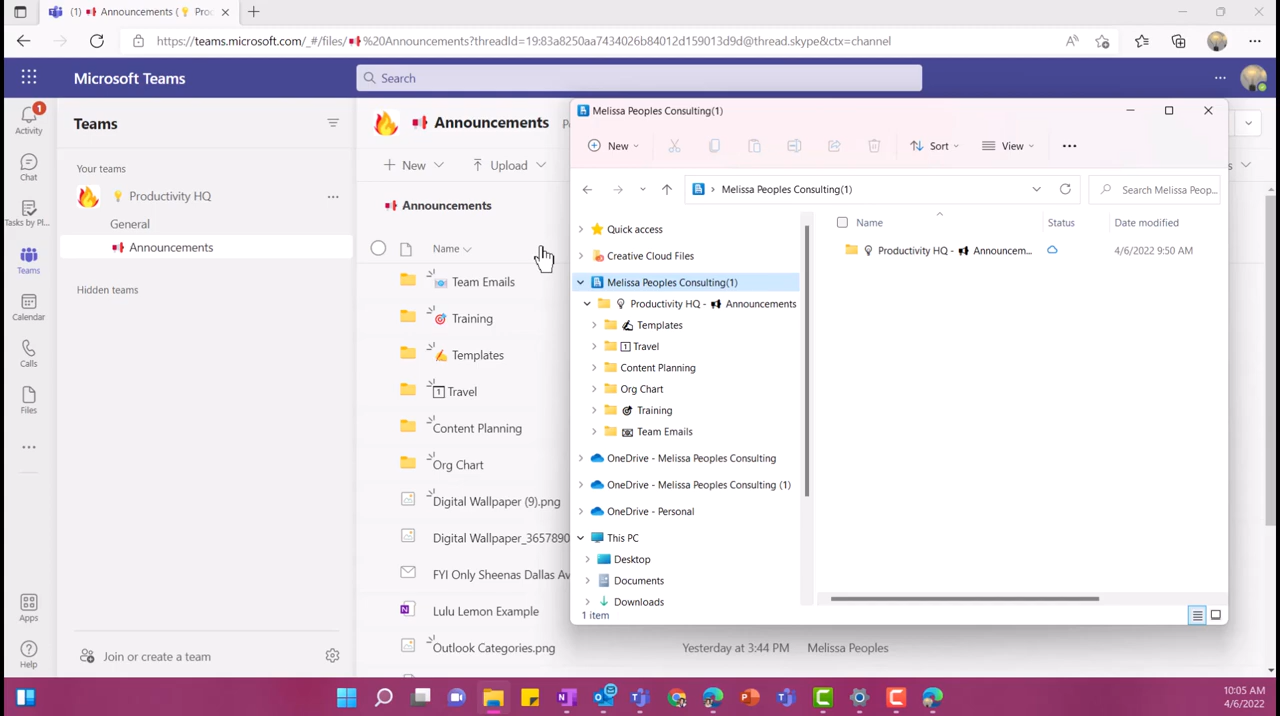 (1) 📢 Announcements (💡 Proc
https://teams.microsoft.com/_#/files/📢%20Announcements?threadId=19:83a8250aa7434026b84012d159013d9d@thread.skype&ctx=channel
Microsoft Teams
Search
Activity
1
Chat
Tasks by Pl...
Teams
Calendar
Calls
Files
Apps
Help
Teams
Your teams
Productivity HQ
General
Announcements
Hidden teams
Join or create a team
Announcements
New
Upload
Announcements
Name
Team Emails
Training
Templates
1 Travel
Content Planning
Org Chart
Digital Wallpaper (9).png
Digital Wallpaper_3657890
FYI Only Sheenas Dallas Av
Lulu Lemon Example
Outlook Categories.png
Yesterday at 3:44 PM
Melissa Peoples
Melissa Peoples Consulting(1)
New
Sort
View
Melissa Peoples Consulting(1)
Search Melissa Peop...
Quick access
Creative Cloud Files
Melissa Peoples Consulting(1)
Productivity HQ - Announcements
Templates
1 Travel
Content Planning
Org Chart
Training
Team Emails
OneDrive - Melissa Peoples Consulting
OneDrive - Melissa Peoples Consulting (1)
OneDrive - Personal
This PC
Desktop
Documents
Downloads
Name
Status
Date modified
Productivity HQ - Announcem...
4/6/2022 9:50 AM
1 item
10:05 AM
4/6/2022